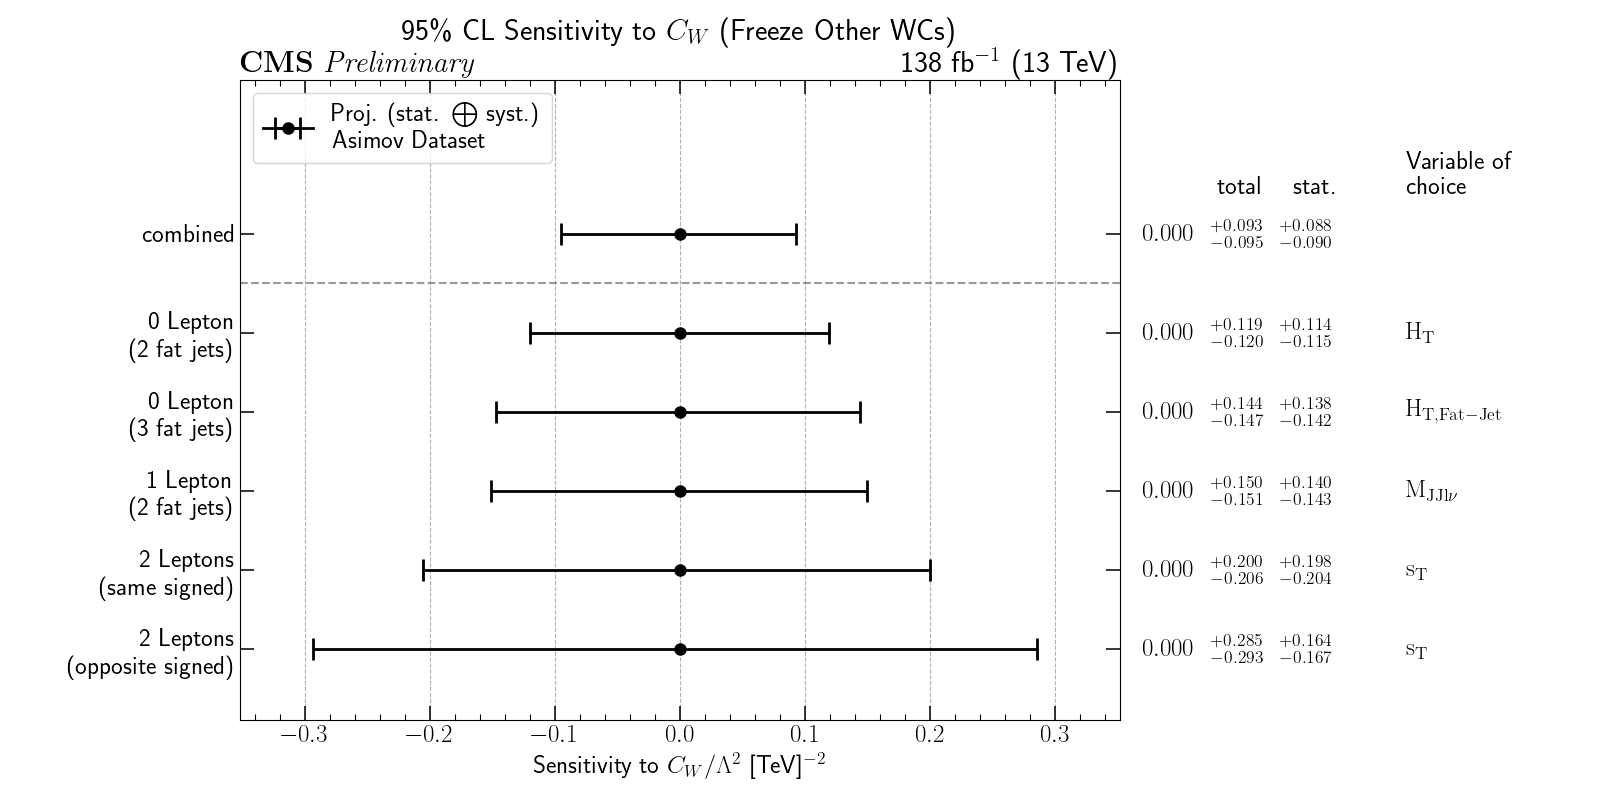 95% CL Sensitivity to C_W (Freeze Other WCs)
CMS Preliminary
138 fb⁻¹ (13 TeV)
Proj. (stat. ⊕ syst.)
Asimov Dataset
Variable of
total stat. choice
combined 0.000 +0.093 −0.095 +0.088 −0.090
0 Lepton
(2 fat jets) 0.000 +0.119 −0.120 +0.114 −0.115 H_T
0 Lepton
(3 fat jets) 0.000 +0.144 −0.147 +0.138 −0.142 H_T,Fat−Jet
1 Lepton
(2 fat jets) 0.000 +0.150 −0.151 +0.140 −0.143 M_JJlν
2 Leptons
(same signed) 0.000 +0.200 −0.206 +0.198 −0.204 s_T
2 Leptons
(opposite signed) 0.000 +0.285 −0.293 +0.164 −0.167 s_T
−0.3 −0.2 −0.1 0.0 0.1 0.2 0.3
Sensitivity to C_W/Λ² [TeV]⁻²